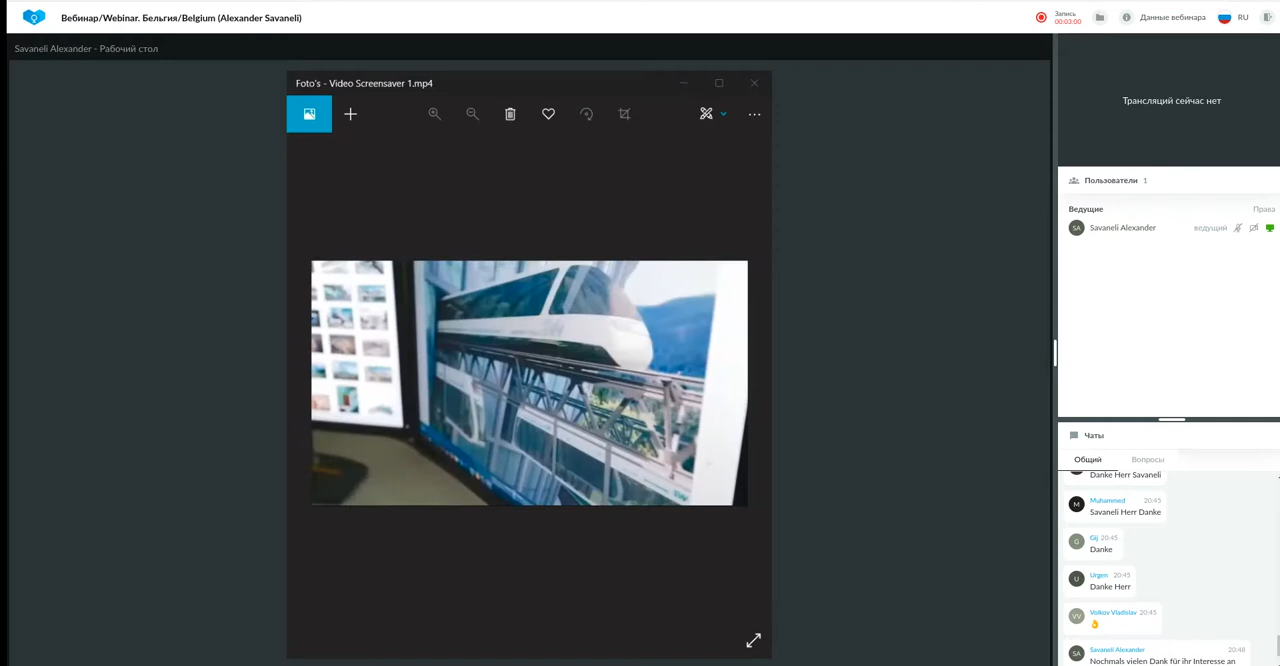 Вебинар/Webinar. Бельгия/Belgium (Alexander Savaneli)
Запись
00:03:00
Данные вебинара
RU
Savaneli Alexander - Рабочий стол
Foto's - Video Screensaver 1.mp4
Трансляций сейчас нет
Пользователи 1
Ведущие
Права
SA
Savaneli Alexander
ведущий
Чаты
Общий
Вопросы
Danke Herr Savaneli
M
Muhammed 20:45
Savaneli Herr Danke
G
Gij 20:45
Danke
U
Urgen 20:45
Danke Herr
VV
Volkov Vladislav 20:45
👌
SA
Savaneli Alexander 20:48
Nochmals vielen Dank für ihr Interesse an